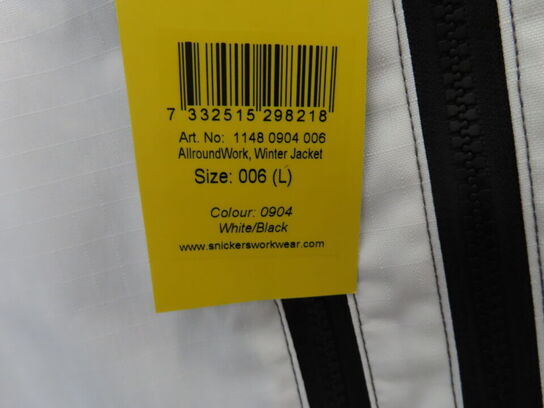 7 332515 298218
Art. No: 1148 0904 006
AllroundWork, Winter Jacket
Size: 006 (L)
Colour: 0904
White/Black
www.snickersworkwear.com